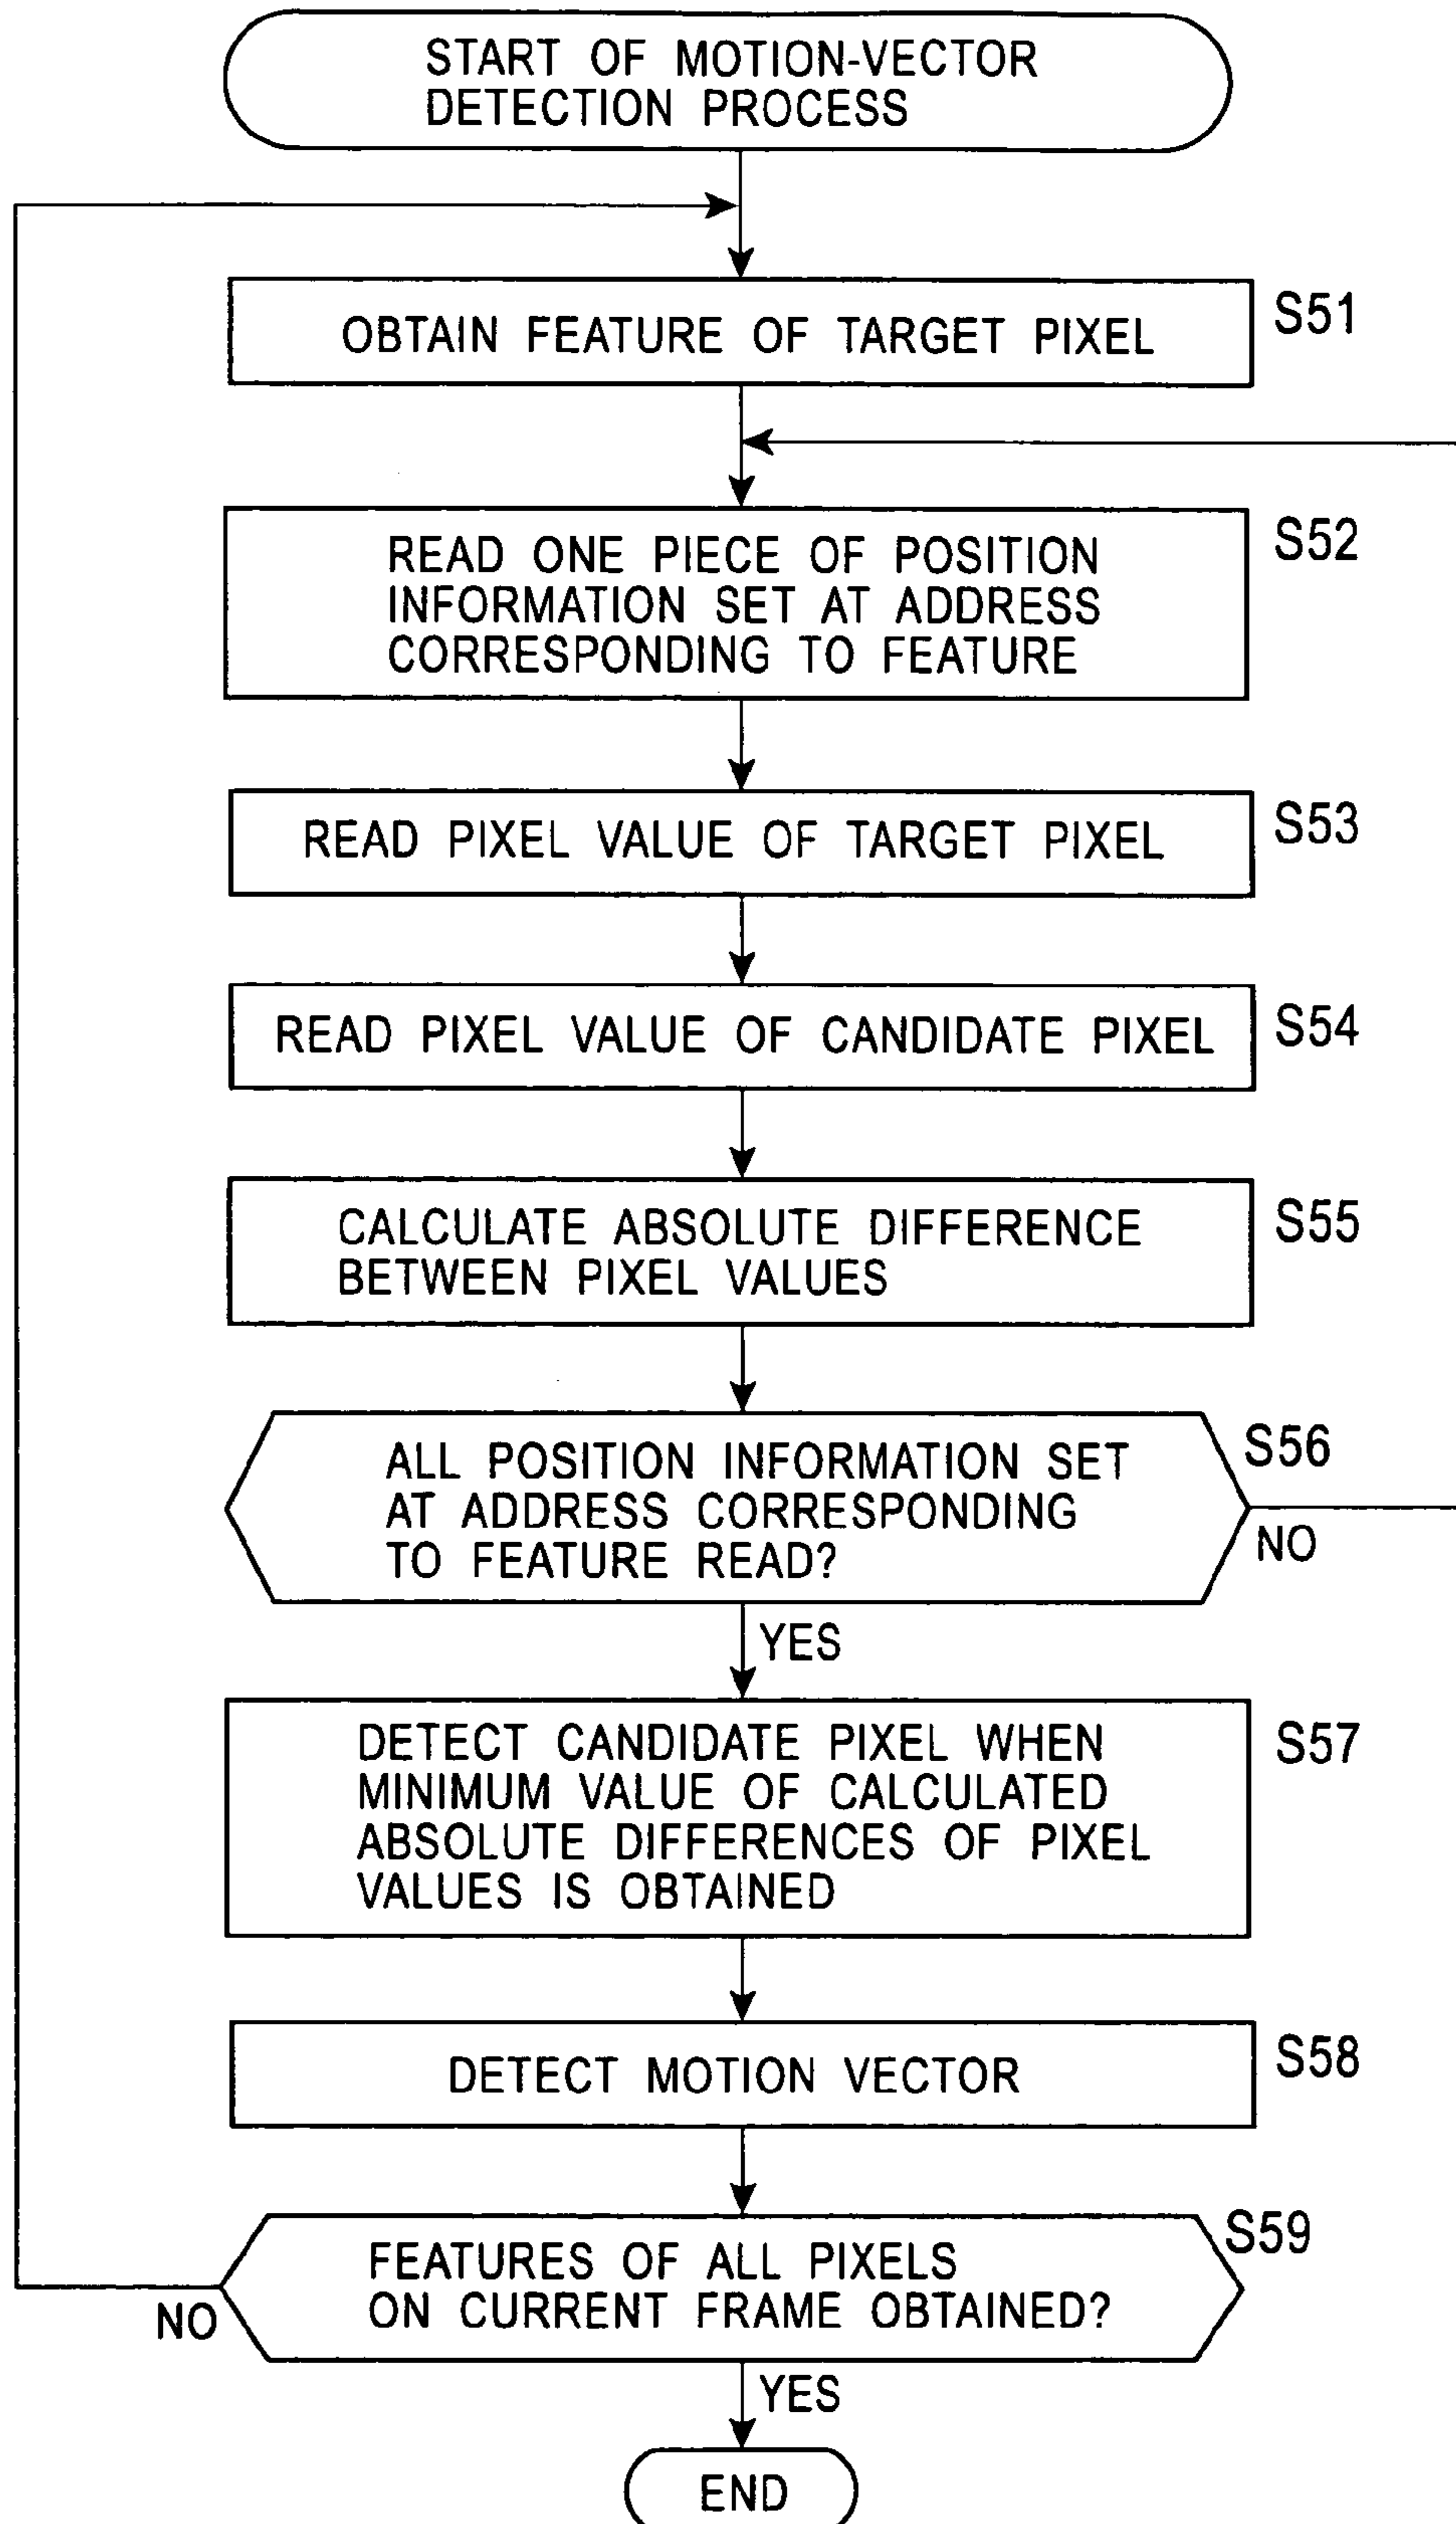 START OF MOTION-VECTOR
DETECTION PROCESS
OBTAIN FEATURE OF TARGET PIXEL
S51
READ ONE PIECE OF POSITION
INFORMATION SET AT ADDRESS
CORRESPONDING TO FEATURE
S52
READ PIXEL VALUE OF TARGET PIXEL
S53
READ PIXEL VALUE OF CANDIDATE PIXEL
S54
CALCULATE ABSOLUTE DIFFERENCE
BETWEEN PIXEL VALUES
S55
ALL POSITION INFORMATION SET
AT ADDRESS CORRESPONDING
TO FEATURE READ?
S56
NO
YES
DETECT CANDIDATE PIXEL WHEN
MINIMUM VALUE OF CALCULATED
ABSOLUTE DIFFERENCES OF PIXEL
VALUES IS OBTAINED
S57
DETECT MOTION VECTOR
S58
FEATURES OF ALL PIXELS
ON CURRENT FRAME OBTAINED?
S59
NO
YES
END